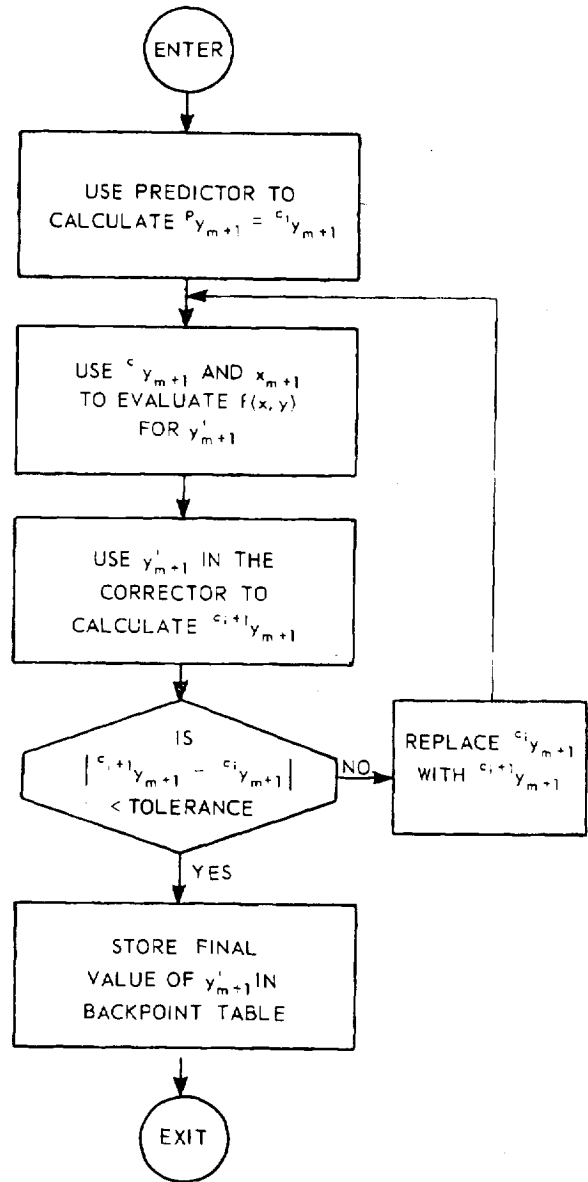 ENTER
USE PREDICTOR TO
CALCULATE ᵖy_{m+1} = ᶜ¹y_{m+1}
USE ᶜy_{m+1} AND x_{m+1}
TO EVALUATE f(x, y)
FOR y'_{m+1}
USE y'_{m+1} IN THE
CORRECTOR TO
CALCULATE ᶜⁱ⁺¹y_{m+1}
IS
|ᶜⁱ⁺¹y_{m+1} − ᶜⁱy_{m+1}|
< TOLERANCE
NO
REPLACE ᶜⁱy_{m+1}
WITH ᶜⁱ⁺¹y_{m+1}
YES
STORE FINAL
VALUE OF y'_{m+1} IN
BACKPOINT TABLE
EXIT